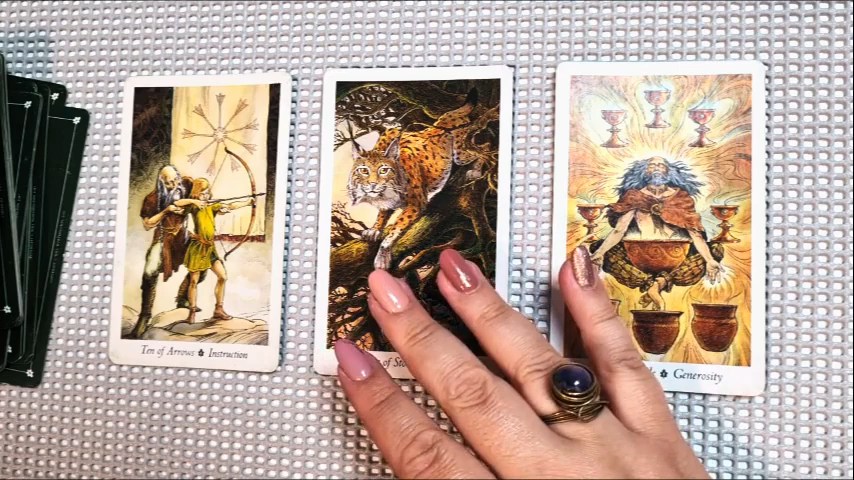 Ten of Arrows Instruction
of Sto
Generosity